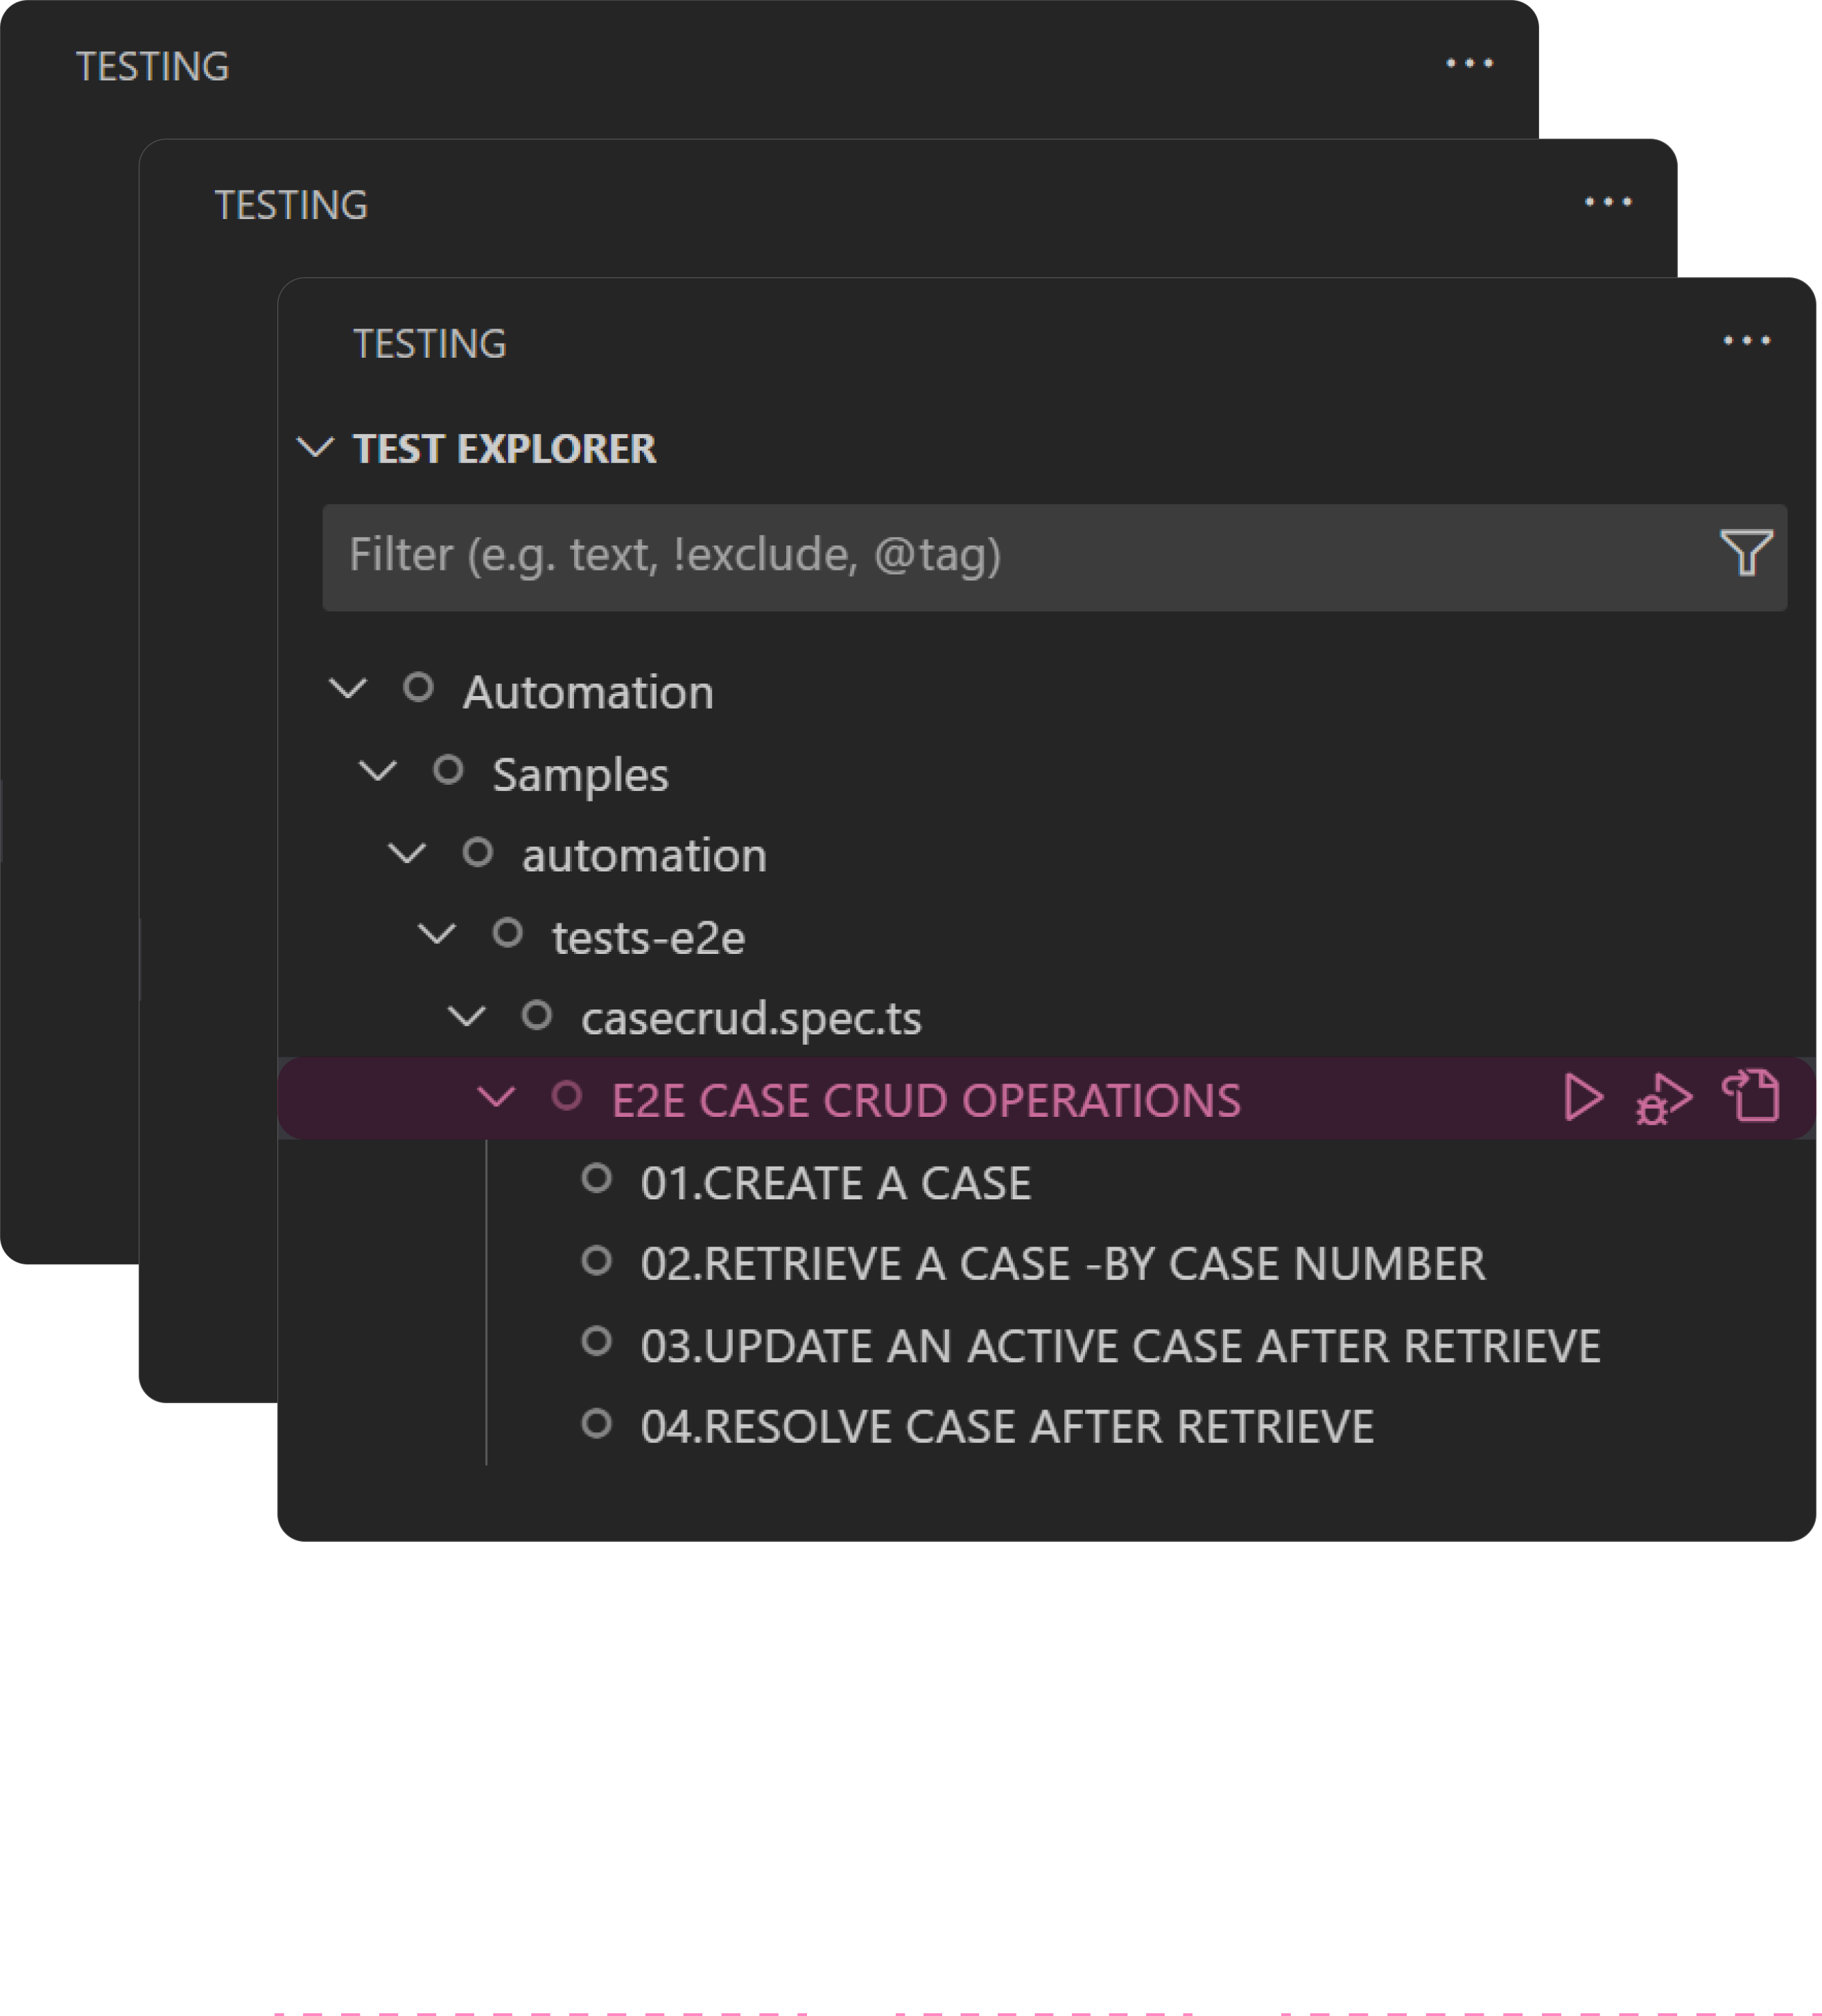 TESTING
TESTING
TESTING
TEST EXPLORER
Filter (e.g. text, !exclude, @tag)
Automation
Samples
automation
tests-e2e
casecrud.spec.ts
E2E CASE CRUD OPERATIONS
01.CREATE A CASE
02.RETRIEVE A CASE -BY CASE NUMBER
03.UPDATE AN ACTIVE CASE AFTER RETRIEVE
04.RESOLVE CASE AFTER RETRIEVE